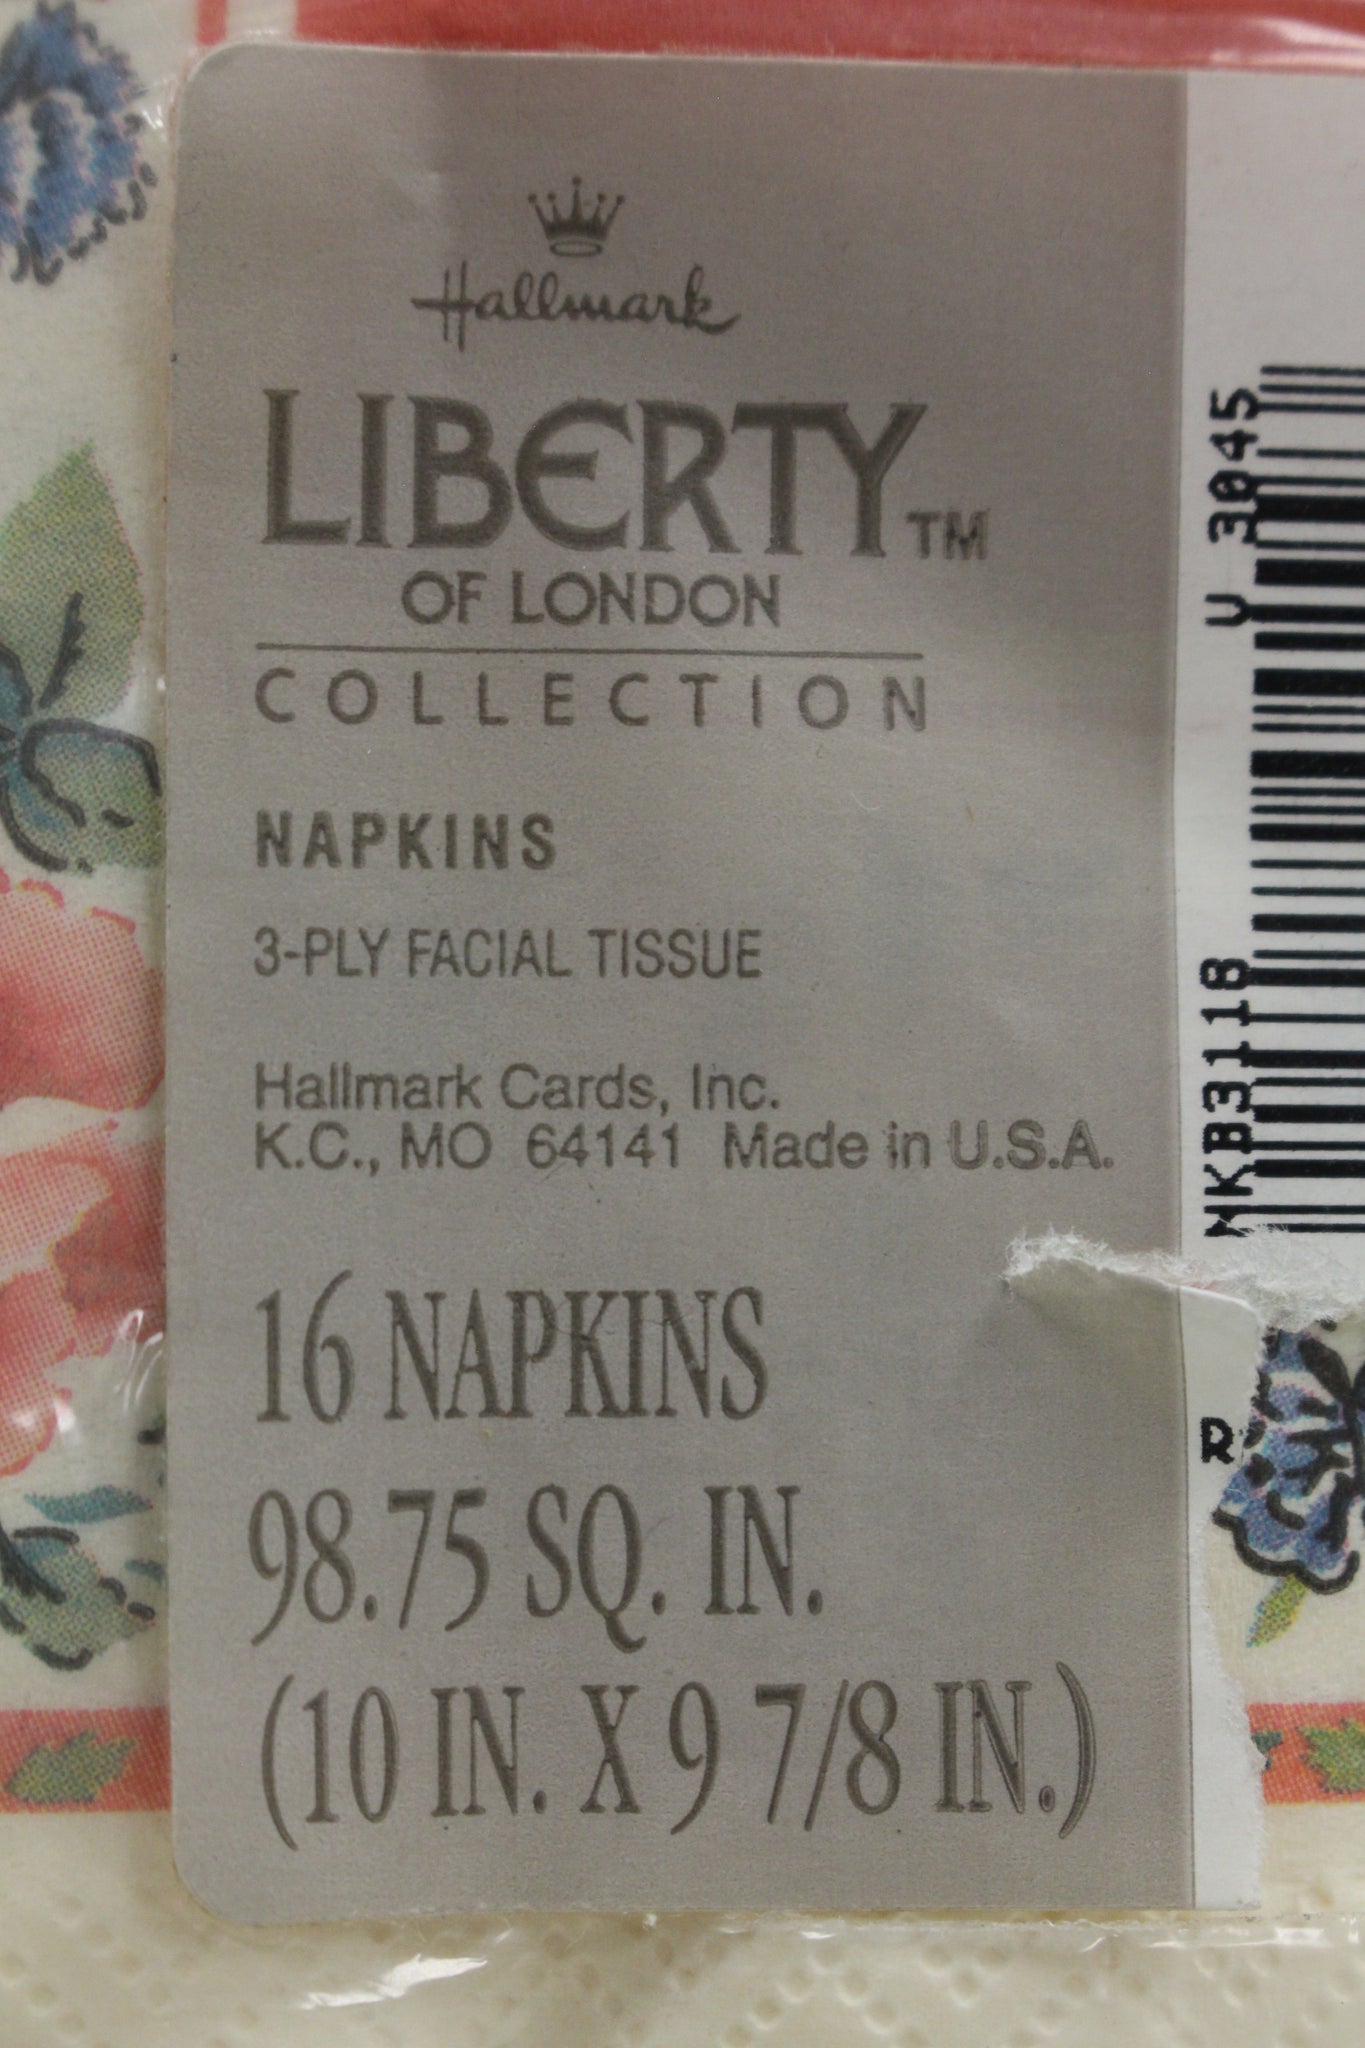 Hallmark
LIBERTY™
OF LONDON
COLLECTION
NAPKINS
3-PLY FACIAL TISSUE
Hallmark Cards, Inc.
K.C., MO 64141 Made in U.S.A.
16 NAPKINS
98.75 SQ. IN.
(10 IN. X 9 7/8 IN.)
MKB3118
V 3045
R